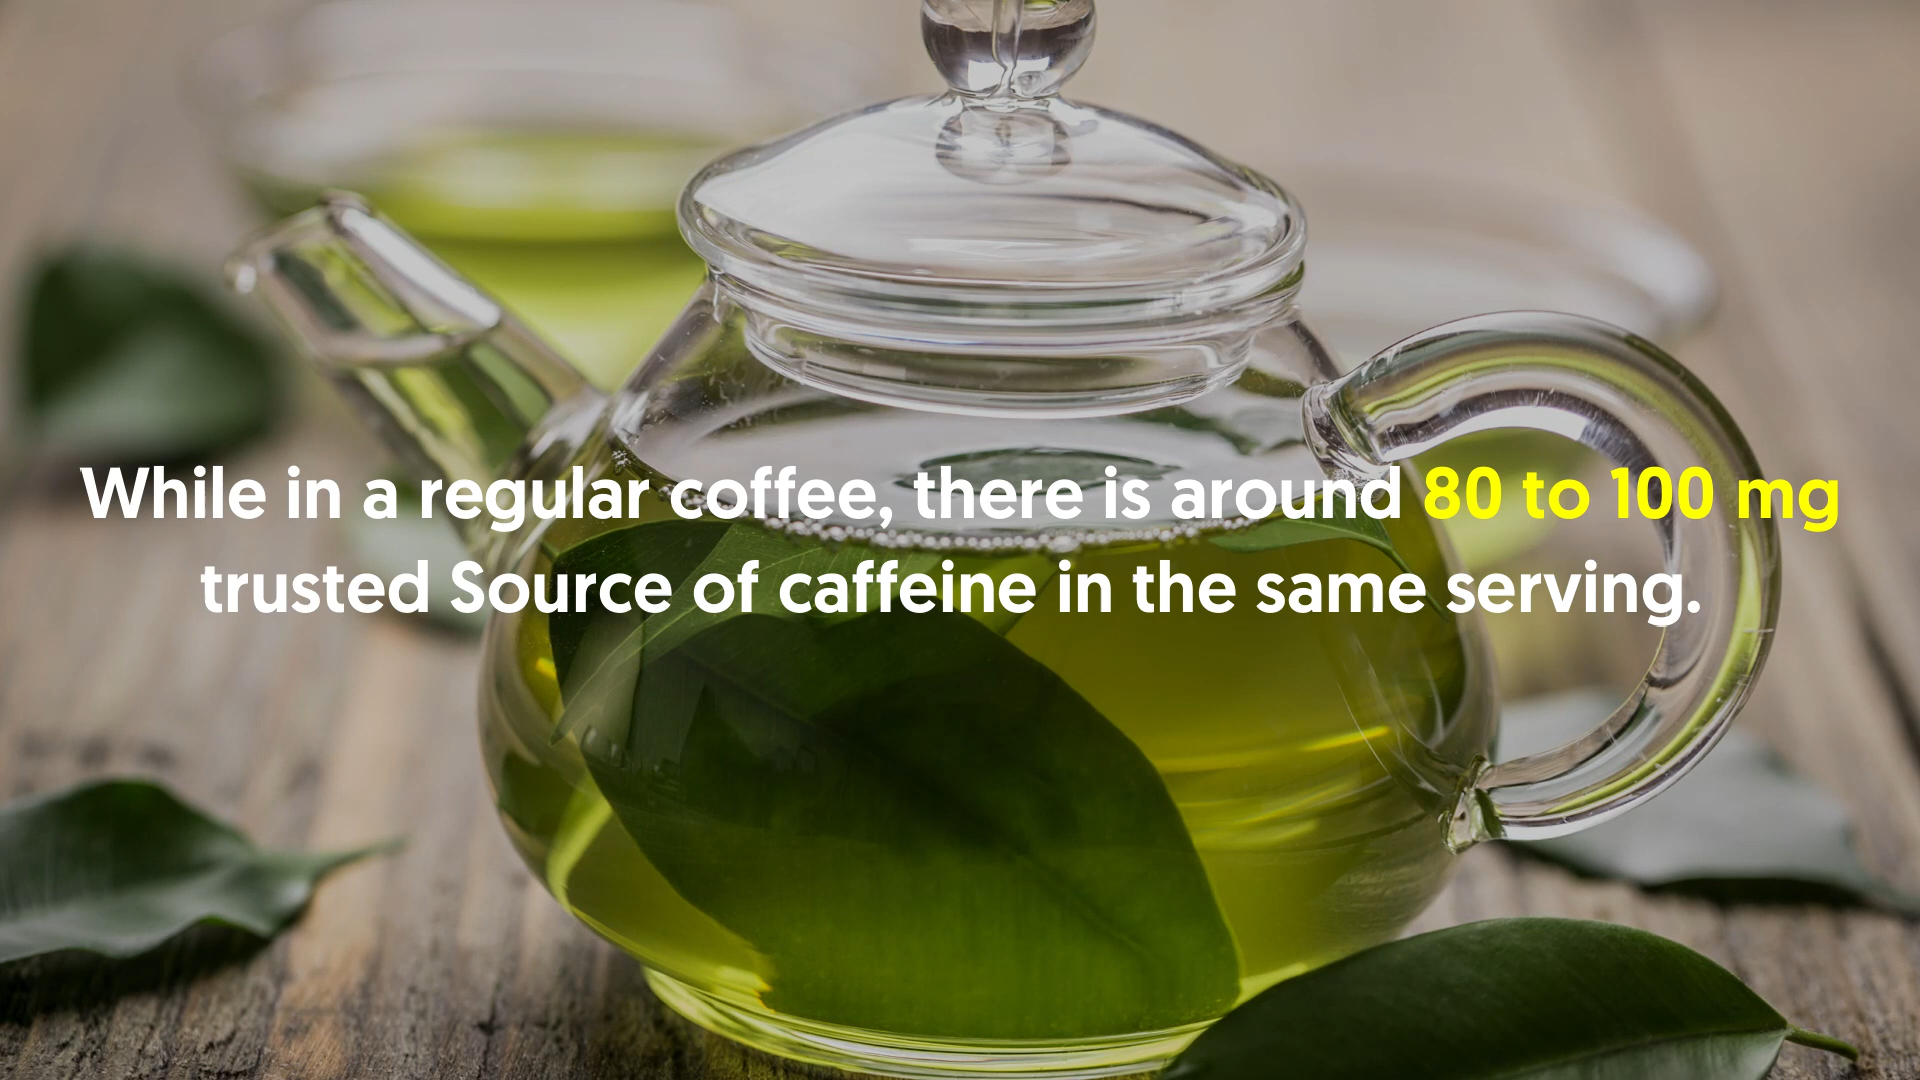 While in a regular coffee, there is around 80 to 100 mg
trusted Source of caffeine in the same serving.